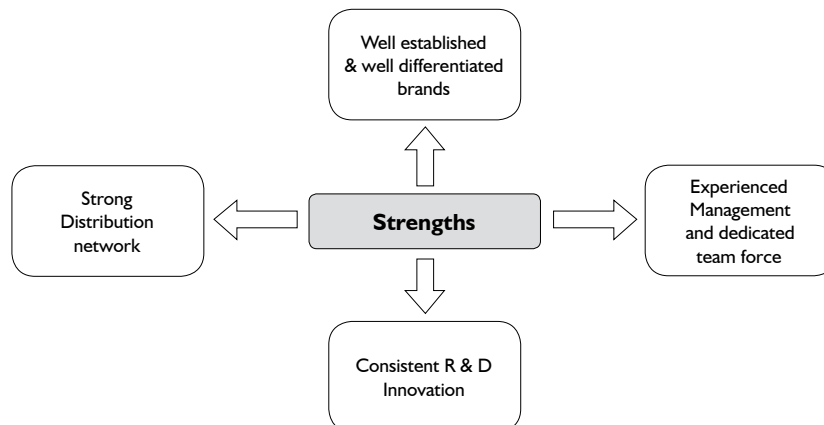 Well established
& well differentiated
brands
Strong
Distribution
network
Strengths
Experienced
Management
and dedicated
team force
Consistent R & D
Innovation